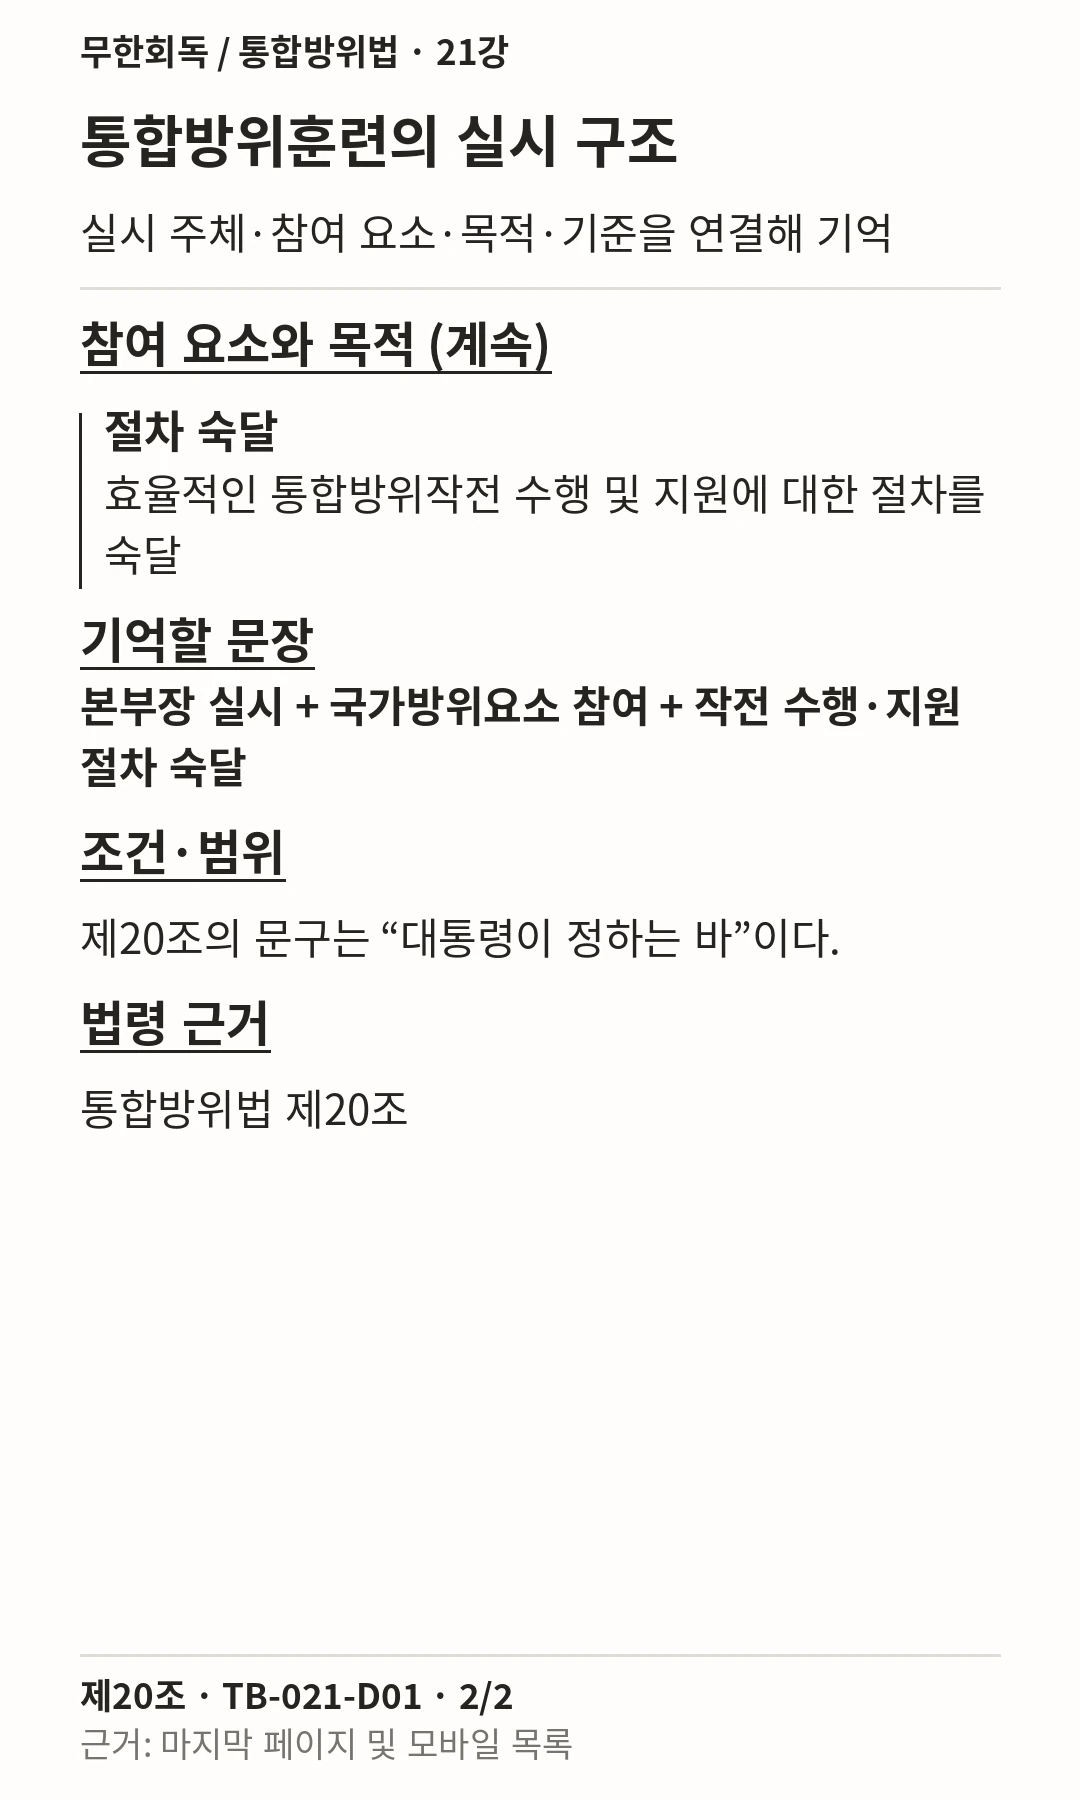 무한회독 / 통합방위법 · 21강
통합방위훈련의 실시 구조
실시 주체·참여 요소·목적·기준을 연결해 기억
참여 요소와 목적 (계속)
절차 숙달
효율적인 통합방위작전 수행 및 지원에 대한 절차를
숙달
기억할 문장
본부장 실시 + 국가방위요소 참여 + 작전 수행·지원
절차 숙달
조건·범위
제20조의 문구는 “대통령이 정하는 바”이다.
법령 근거
통합방위법 제20조
제20조 · TB-021-D01 · 2/2
근거: 마지막 페이지 및 모바일 목록